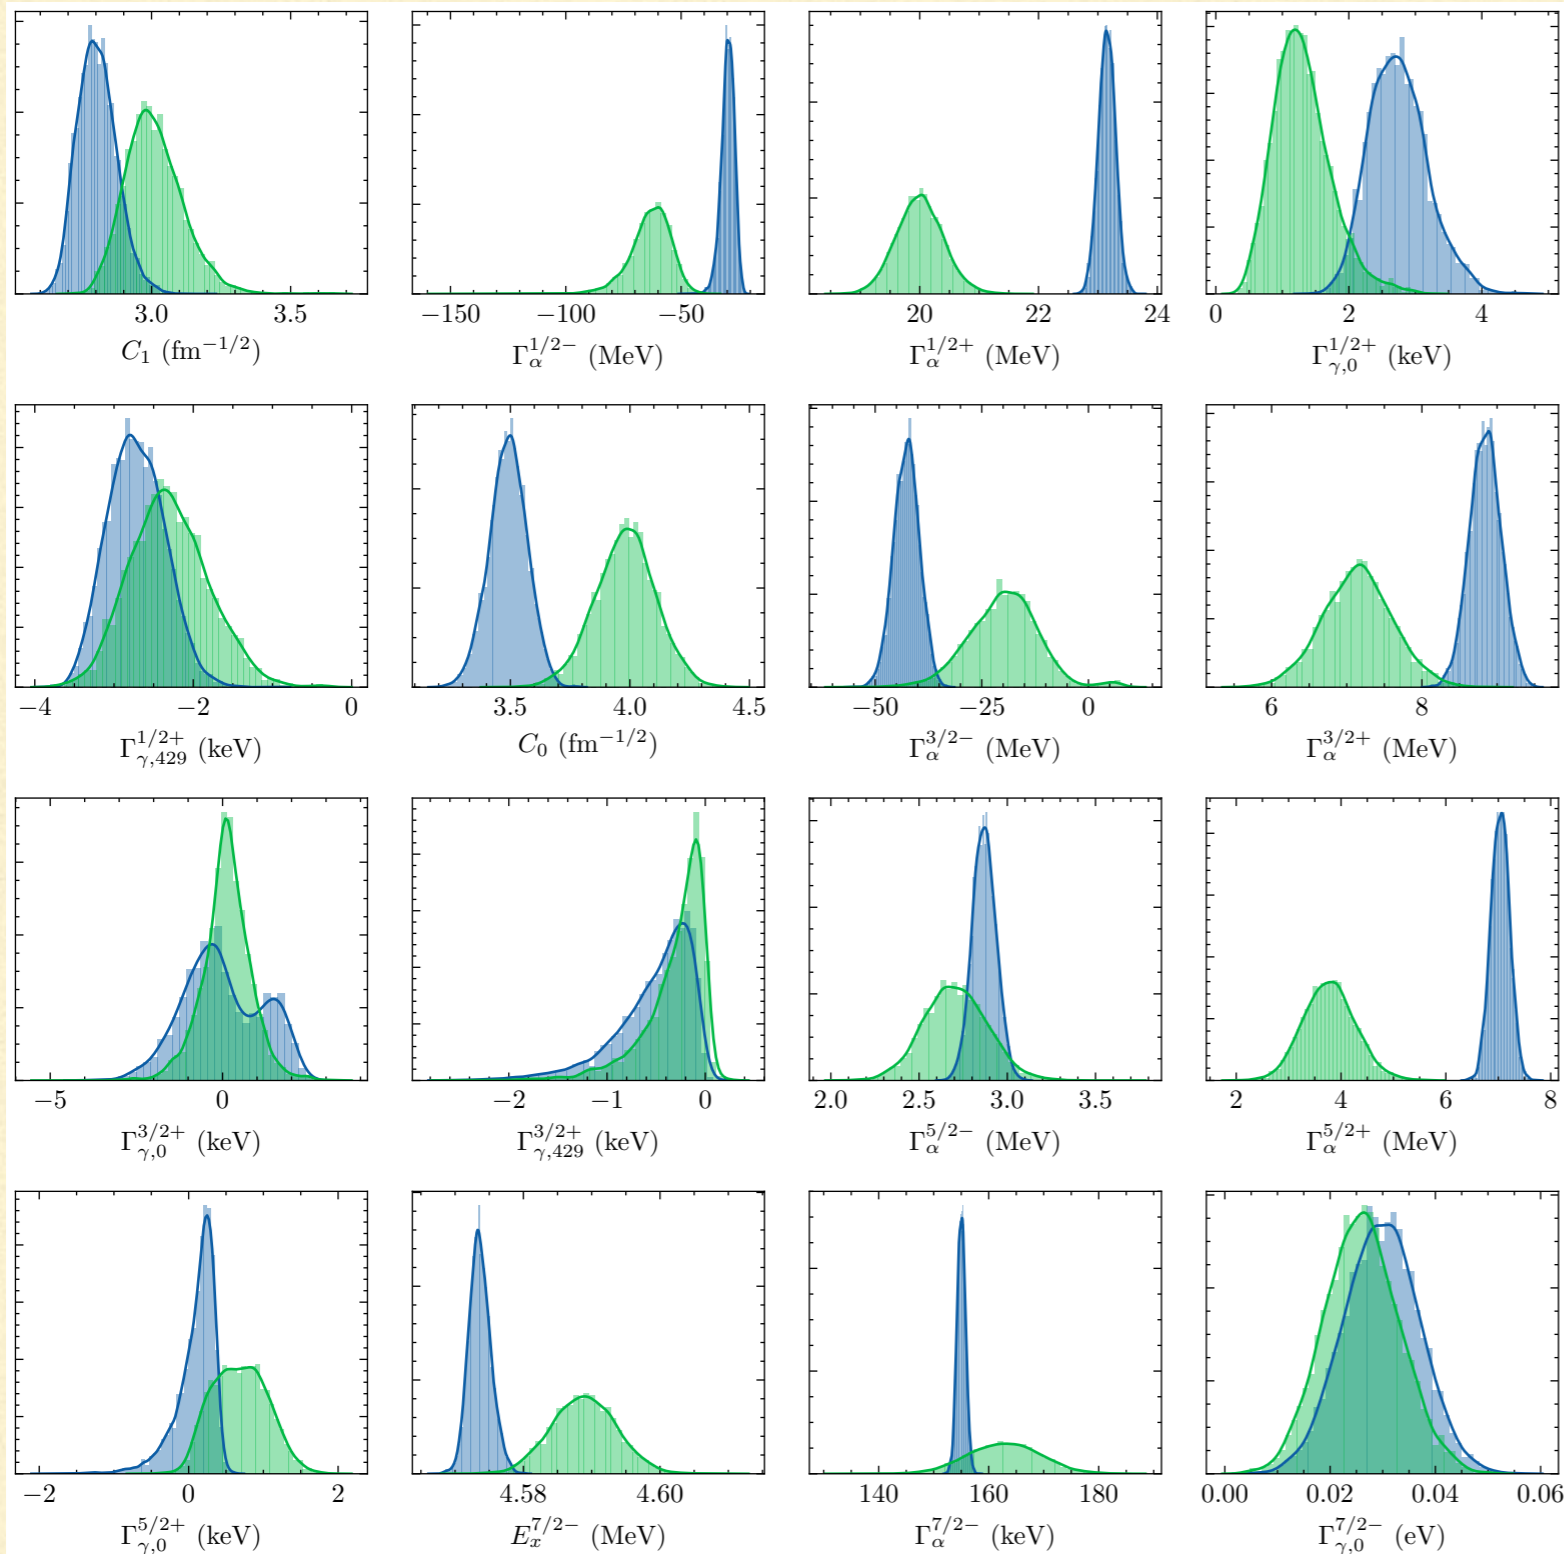 3.0 3.5
C₁ (fm⁻¹/²)
−150 −100 −50
Γ_α^{1/2−} (MeV)
20 22 24
Γ_α^{1/2+} (MeV)
0 2 4
Γ_{γ,0}^{1/2+} (keV)
−4 −2 0
Γ_{γ,429}^{1/2+} (keV)
3.5 4.0 4.5
C₀ (fm⁻¹/²)
−50 −25 0
Γ_α^{3/2−} (MeV)
6 8
Γ_α^{3/2+} (MeV)
−5 0
Γ_{γ,0}^{3/2+} (keV)
−2 −1 0
Γ_{γ,429}^{3/2+} (keV)
2.0 2.5 3.0 3.5
Γ_α^{5/2−} (MeV)
2 4 6 8
Γ_α^{5/2+} (MeV)
−2 0 2
Γ_{γ,0}^{5/2+} (keV)
4.58 4.60
E_x^{7/2−} (MeV)
140 160 180
Γ_α^{7/2−} (keV)
0.00 0.02 0.04 0.06
Γ_{γ,0}^{7/2−} (eV)